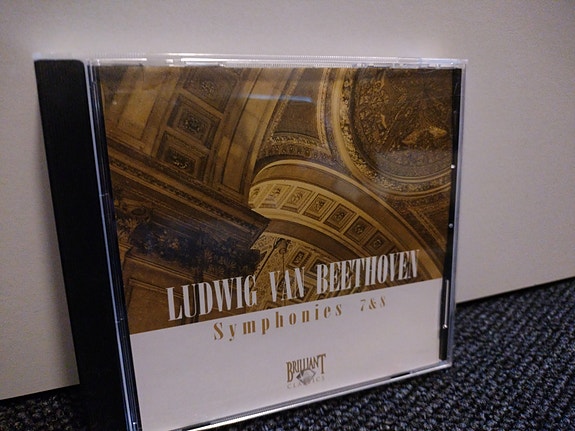 LUDWIG VAN BEETHOVEN
Symphonies 7&8
BRILLIANT
CLASSICS